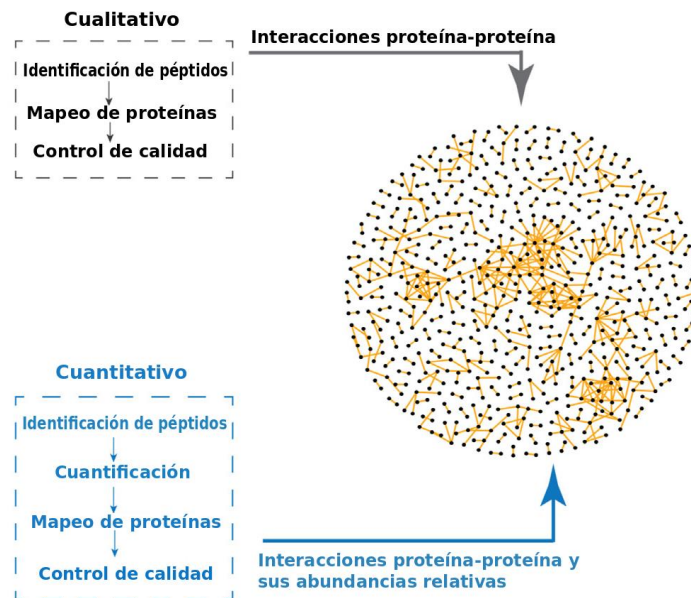 Cualitativo
Identificación de péptidos
Mapeo de proteínas
Control de calidad
Interacciones proteína-proteína
Cuantitativo
Identificación de péptidos
Cuantificación
Mapeo de proteínas
Control de calidad
Interacciones proteína-proteína y
sus abundancias relativas